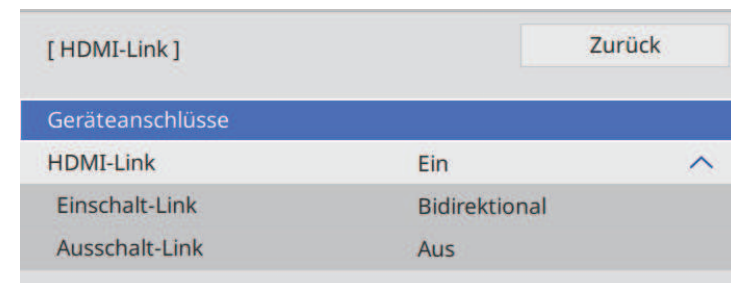 [ HDMI-Link ] Zurück
Geräteanschlüsse
HDMI-Link Ein
Einschalt-Link Bidirektional
Ausschalt-Link Aus